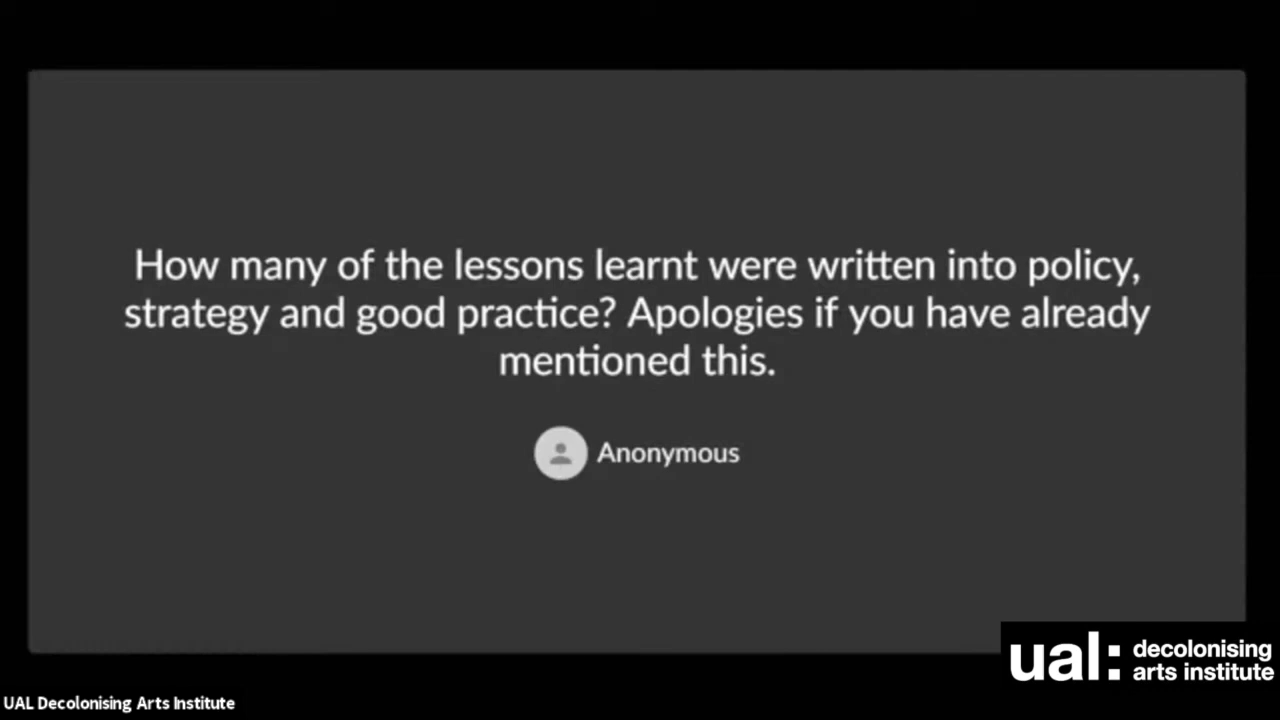 How many of the lessons learnt were written into policy,
strategy and good practice? Apologies if you have already
mentioned this.
Anonymous
ual: decolonising
arts institute
UAL Decolonising Arts Institute